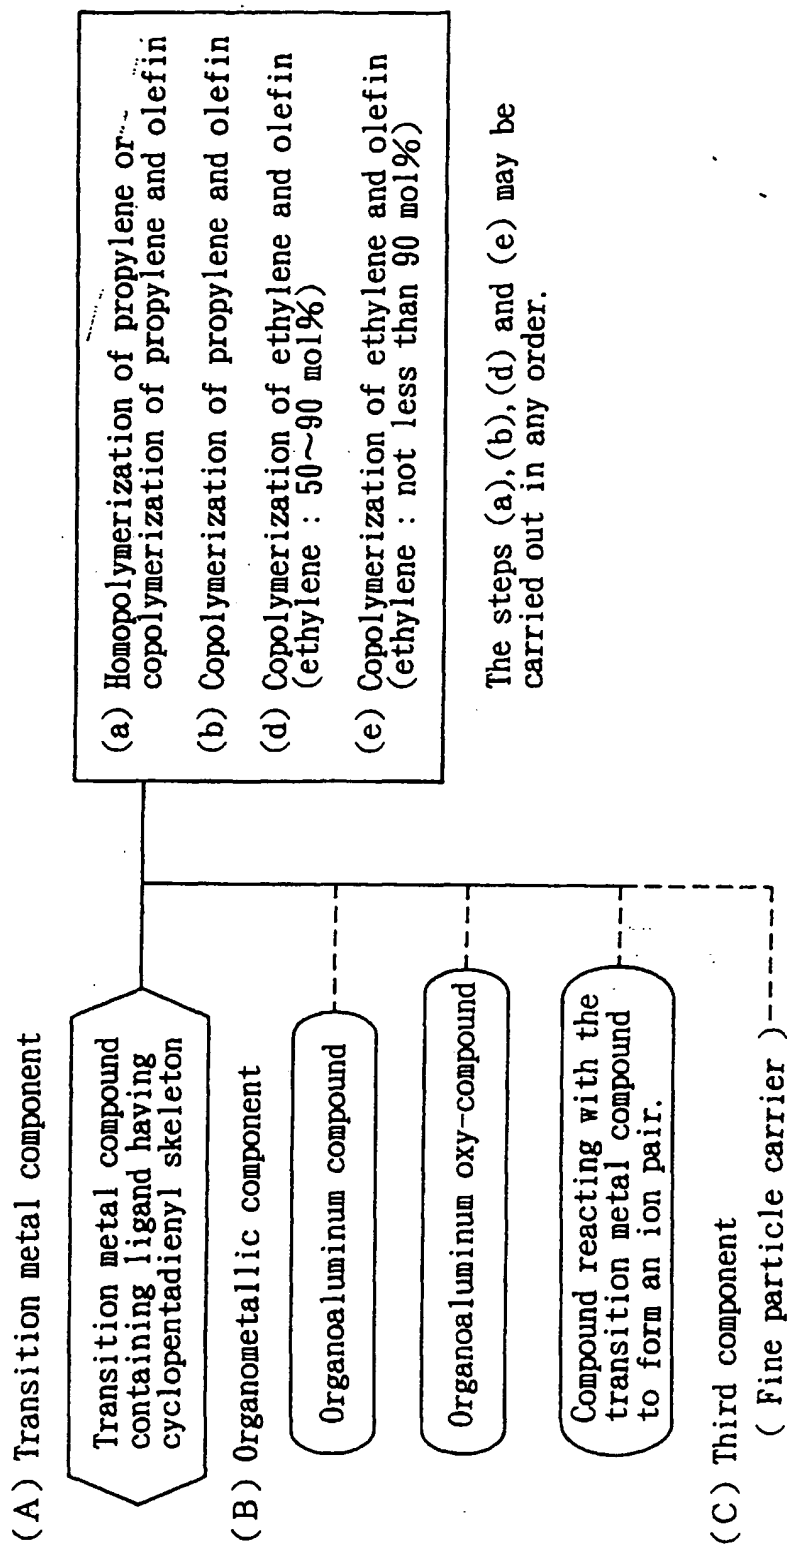 (A) Transition metal component
Transition metal compound
containing ligand having
cyclopentadienyl skeleton
(B) Organometallic component
Organoaluminum compound
Organoaluminum oxy-compound
Compound reacting with the
transition metal compound
to form an ion pair.
(C) Third component
( Fine particle carrier )
(a) Homopolymerization of propylene or
copolymerization of propylene and olefin
(b) Copolymerization of propylene and olefin
(d) Copolymerization of ethylene and olefin
(ethylene : 50~90 mol%)
(e) Copolymerization of ethylene and olefin
(ethylene : not less than 90 mol%)
The steps (a),(b),(d) and (e) may be
carried out in any order.